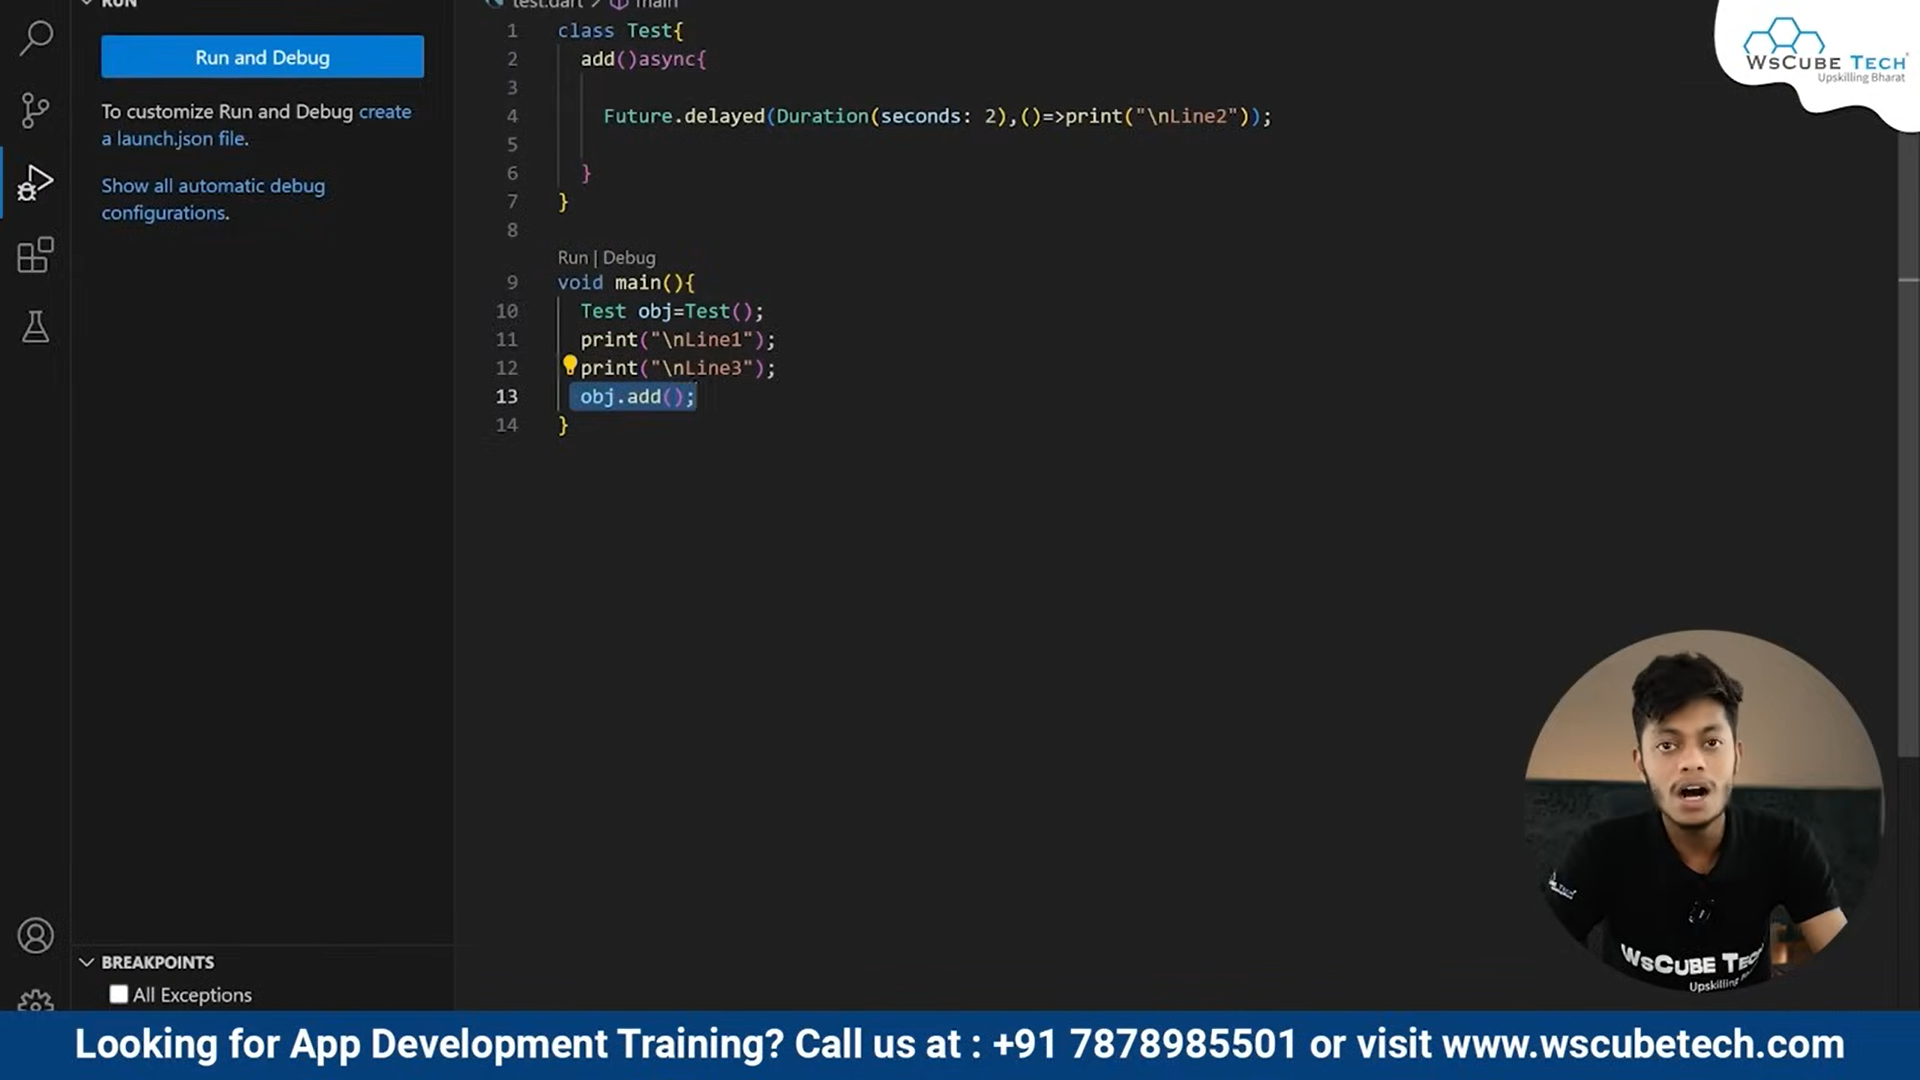 RUN
test.dart > main
WsCube Tech
Upskilling Bharat
Run and Debug
To customize Run and Debug create
a launch.json file.
Show all automatic debug
configurations.
1 class Test{
2 add()async{
3
4 Future.delayed(Duration(seconds: 2),()=>print("\nLine2"));
5
6 }
7 }
8
Run | Debug
9 void main(){
10 Test obj=Test();
11 print("\nLine1");
12 print("\nLine3");
13 obj.add();
14 }
WsCube Tech
BREAKPOINTS
All Exceptions
Looking for App Development Training? Call us at : +91 7878985501 or visit www.wscubetech.com